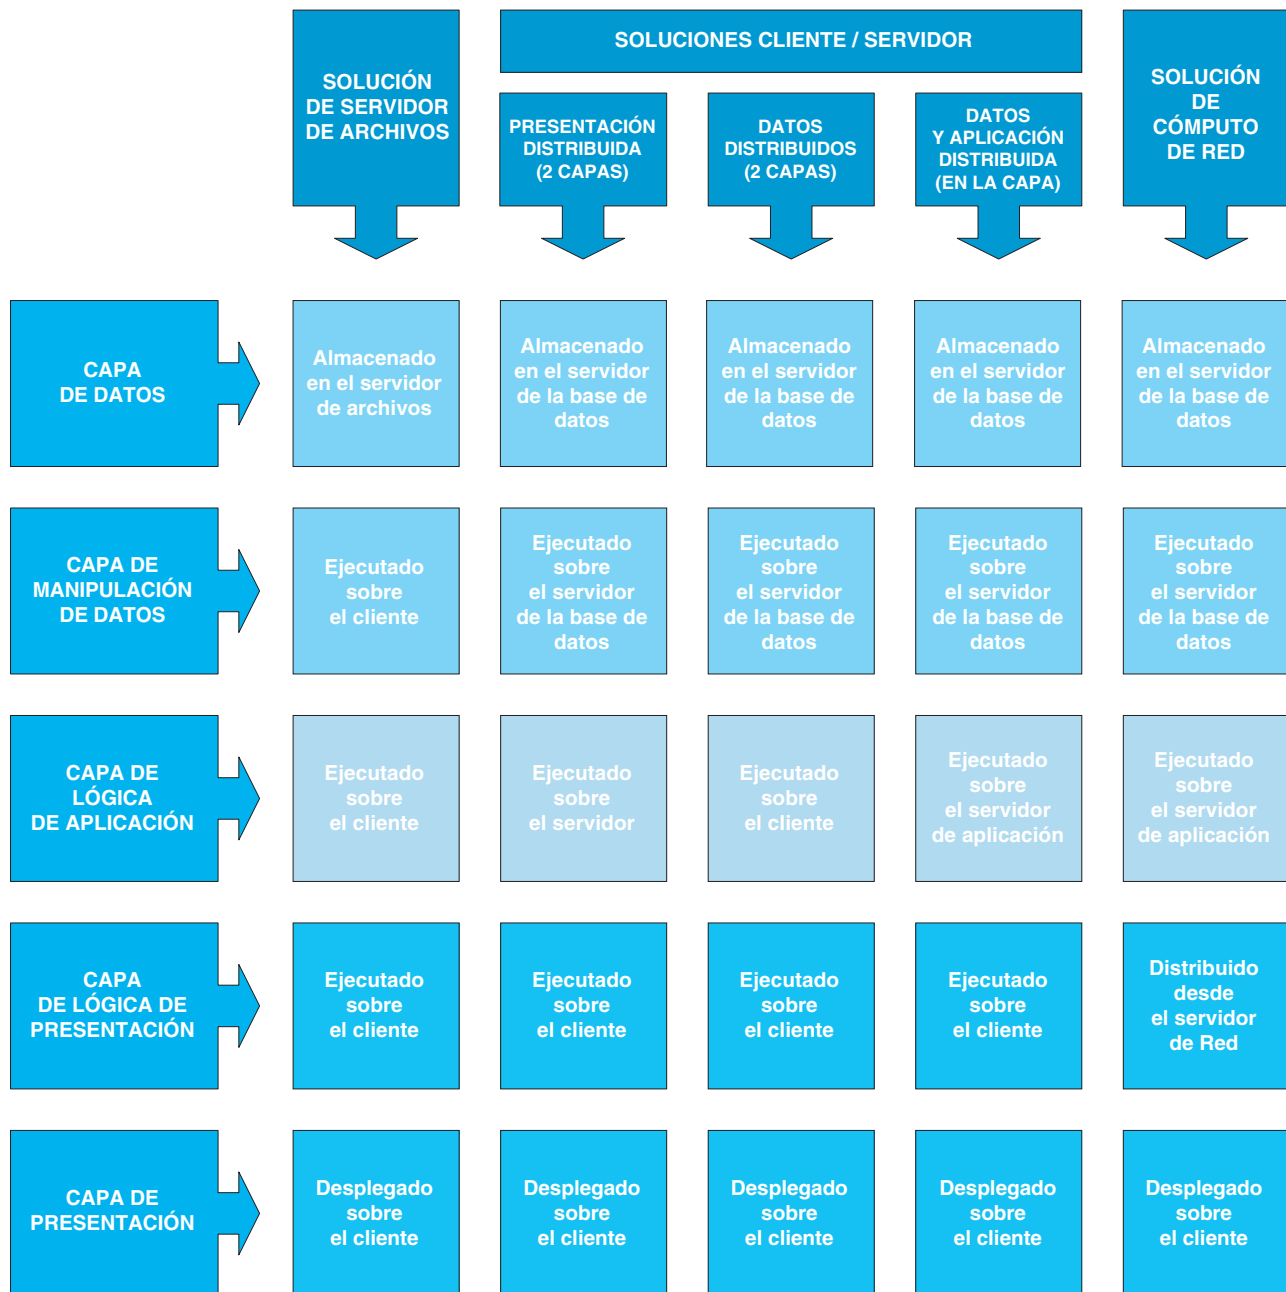 SOLUCIÓN
DE SERVIDOR
DE ARCHIVOS
SOLUCIONES CLIENTE / SERVIDOR
PRESENTACIÓN
DISTRIBUIDA
(2 CAPAS)
DATOS
DISTRIBUIDOS
(2 CAPAS)
DATOS
Y APLICACIÓN
DISTRIBUIDA
(EN LA CAPA)
SOLUCIÓN
DE
CÓMPUTO
DE RED
CAPA
DE DATOS
Almacenado
en el servidor
de archivos
Almacenado
en el servidor
de la base de
datos
Almacenado
en el servidor
de la base de
datos
Almacenado
en el servidor
de la base de
datos
Almacenado
en el servidor
de la base de
datos
CAPA DE
MANIPULACIÓN
DE DATOS
Ejecutado
sobre
el cliente
Ejecutado
sobre
el servidor
de la base de
datos
Ejecutado
sobre
el servidor
de la base de
datos
Ejecutado
sobre
el servidor
de la base de
datos
Ejecutado
sobre
el servidor
de la base de
datos
CAPA DE
LÓGICA
DE APLICACIÓN
Ejecutado
sobre
el cliente
Ejecutado
sobre
el servidor
Ejecutado
sobre
el cliente
Ejecutado
sobre
el servidor
de aplicación
Ejecutado
sobre
el servidor
de aplicación
CAPA
DE LÓGICA DE
PRESENTACIÓN
Ejecutado
sobre
el cliente
Ejecutado
sobre
el cliente
Ejecutado
sobre
el cliente
Ejecutado
sobre
el cliente
Distribuido
desde
el servidor
de Red
CAPA DE
PRESENTACIÓN
Desplegado
sobre
el cliente
Desplegado
sobre
el cliente
Desplegado
sobre
el cliente
Desplegado
sobre
el cliente
Desplegado
sobre
el cliente